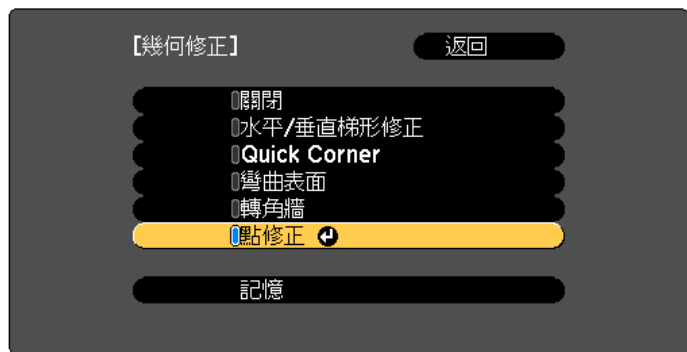 [幾何修正] 返回
關閉
水平/垂直梯形修正
Quick Corner
彎曲表面
轉角牆
點修正
記憶